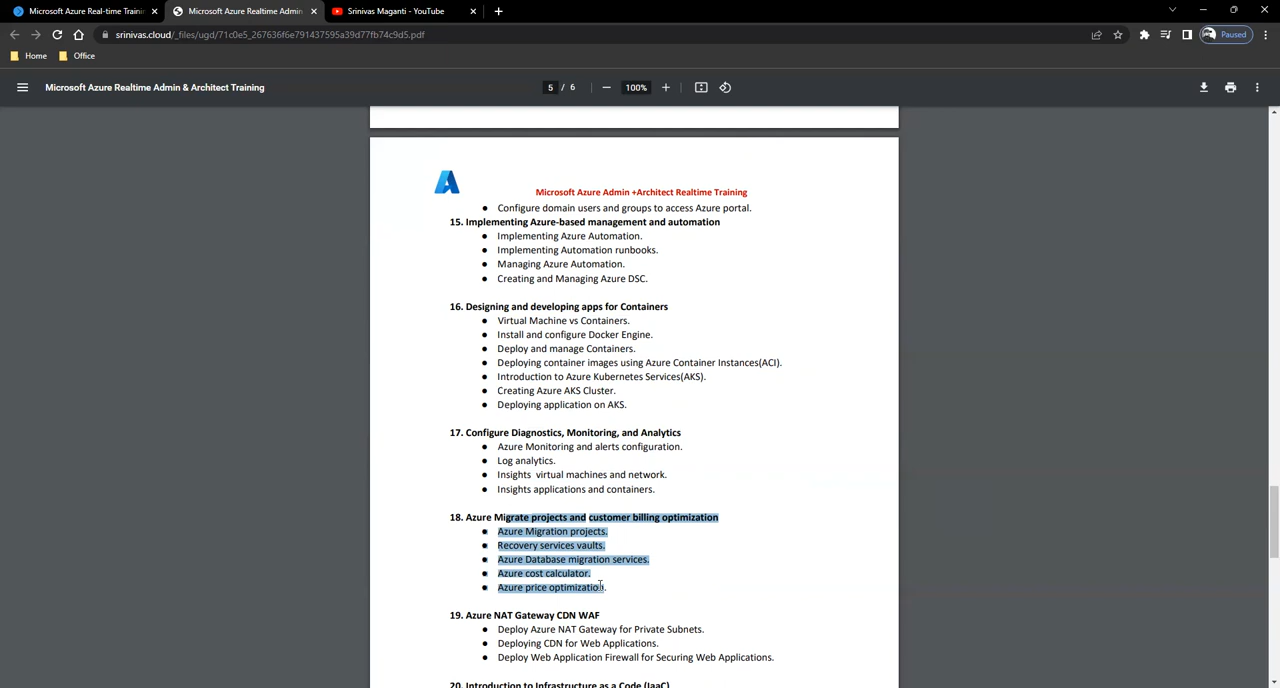 Microsoft Azure Real-time Trainin
Microsoft Azure Realtime Admin
Srinivas Maganti - YouTube
srinivas.cloud/_files/ugd/71c0e5_267636f6e791437595a39d77fb74c9d5.pdf
Paused
Home
Office
Microsoft Azure Realtime Admin & Architect Training
5 / 6
100%
Microsoft Azure Admin +Architect Realtime Training
● Configure domain users and groups to access Azure portal.
15. Implementing Azure-based management and automation
● Implementing Azure Automation.
● Implementing Automation runbooks.
● Managing Azure Automation.
● Creating and Managing Azure DSC.
16. Designing and developing apps for Containers
● Virtual Machine vs Containers.
● Install and configure Docker Engine.
● Deploy and manage Containers.
● Deploying container images using Azure Container Instances(ACI).
● Introduction to Azure Kubernetes Services(AKS).
● Creating Azure AKS Cluster.
● Deploying application on AKS.
17. Configure Diagnostics, Monitoring, and Analytics
● Azure Monitoring and alerts configuration.
● Log analytics.
● Insights virtual machines and network.
● Insights applications and containers.
18. Azure Migrate projects and customer billing optimization
● Azure Migration projects.
● Recovery services vaults.
● Azure Database migration services.
● Azure cost calculator.
● Azure price optimization.
19. Azure NAT Gateway CDN WAF
● Deploy Azure NAT Gateway for Private Subnets.
● Deploying CDN for Web Applications.
● Deploy Web Application Firewall for Securing Web Applications.
20. Introduction to Infrastructure as a Code (IaaC)